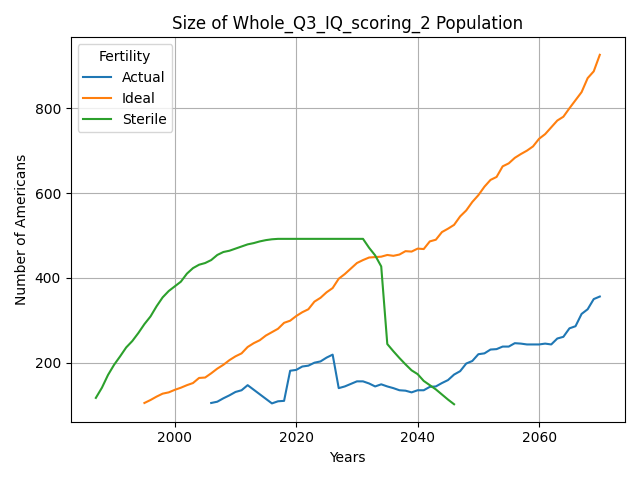 Size of Whole_Q3_IQ_scoring_2 Population
Fertility
Actual
Ideal
Sterile
Number of Americans
800
600
400
200
2000
2020
2040
2060
Years